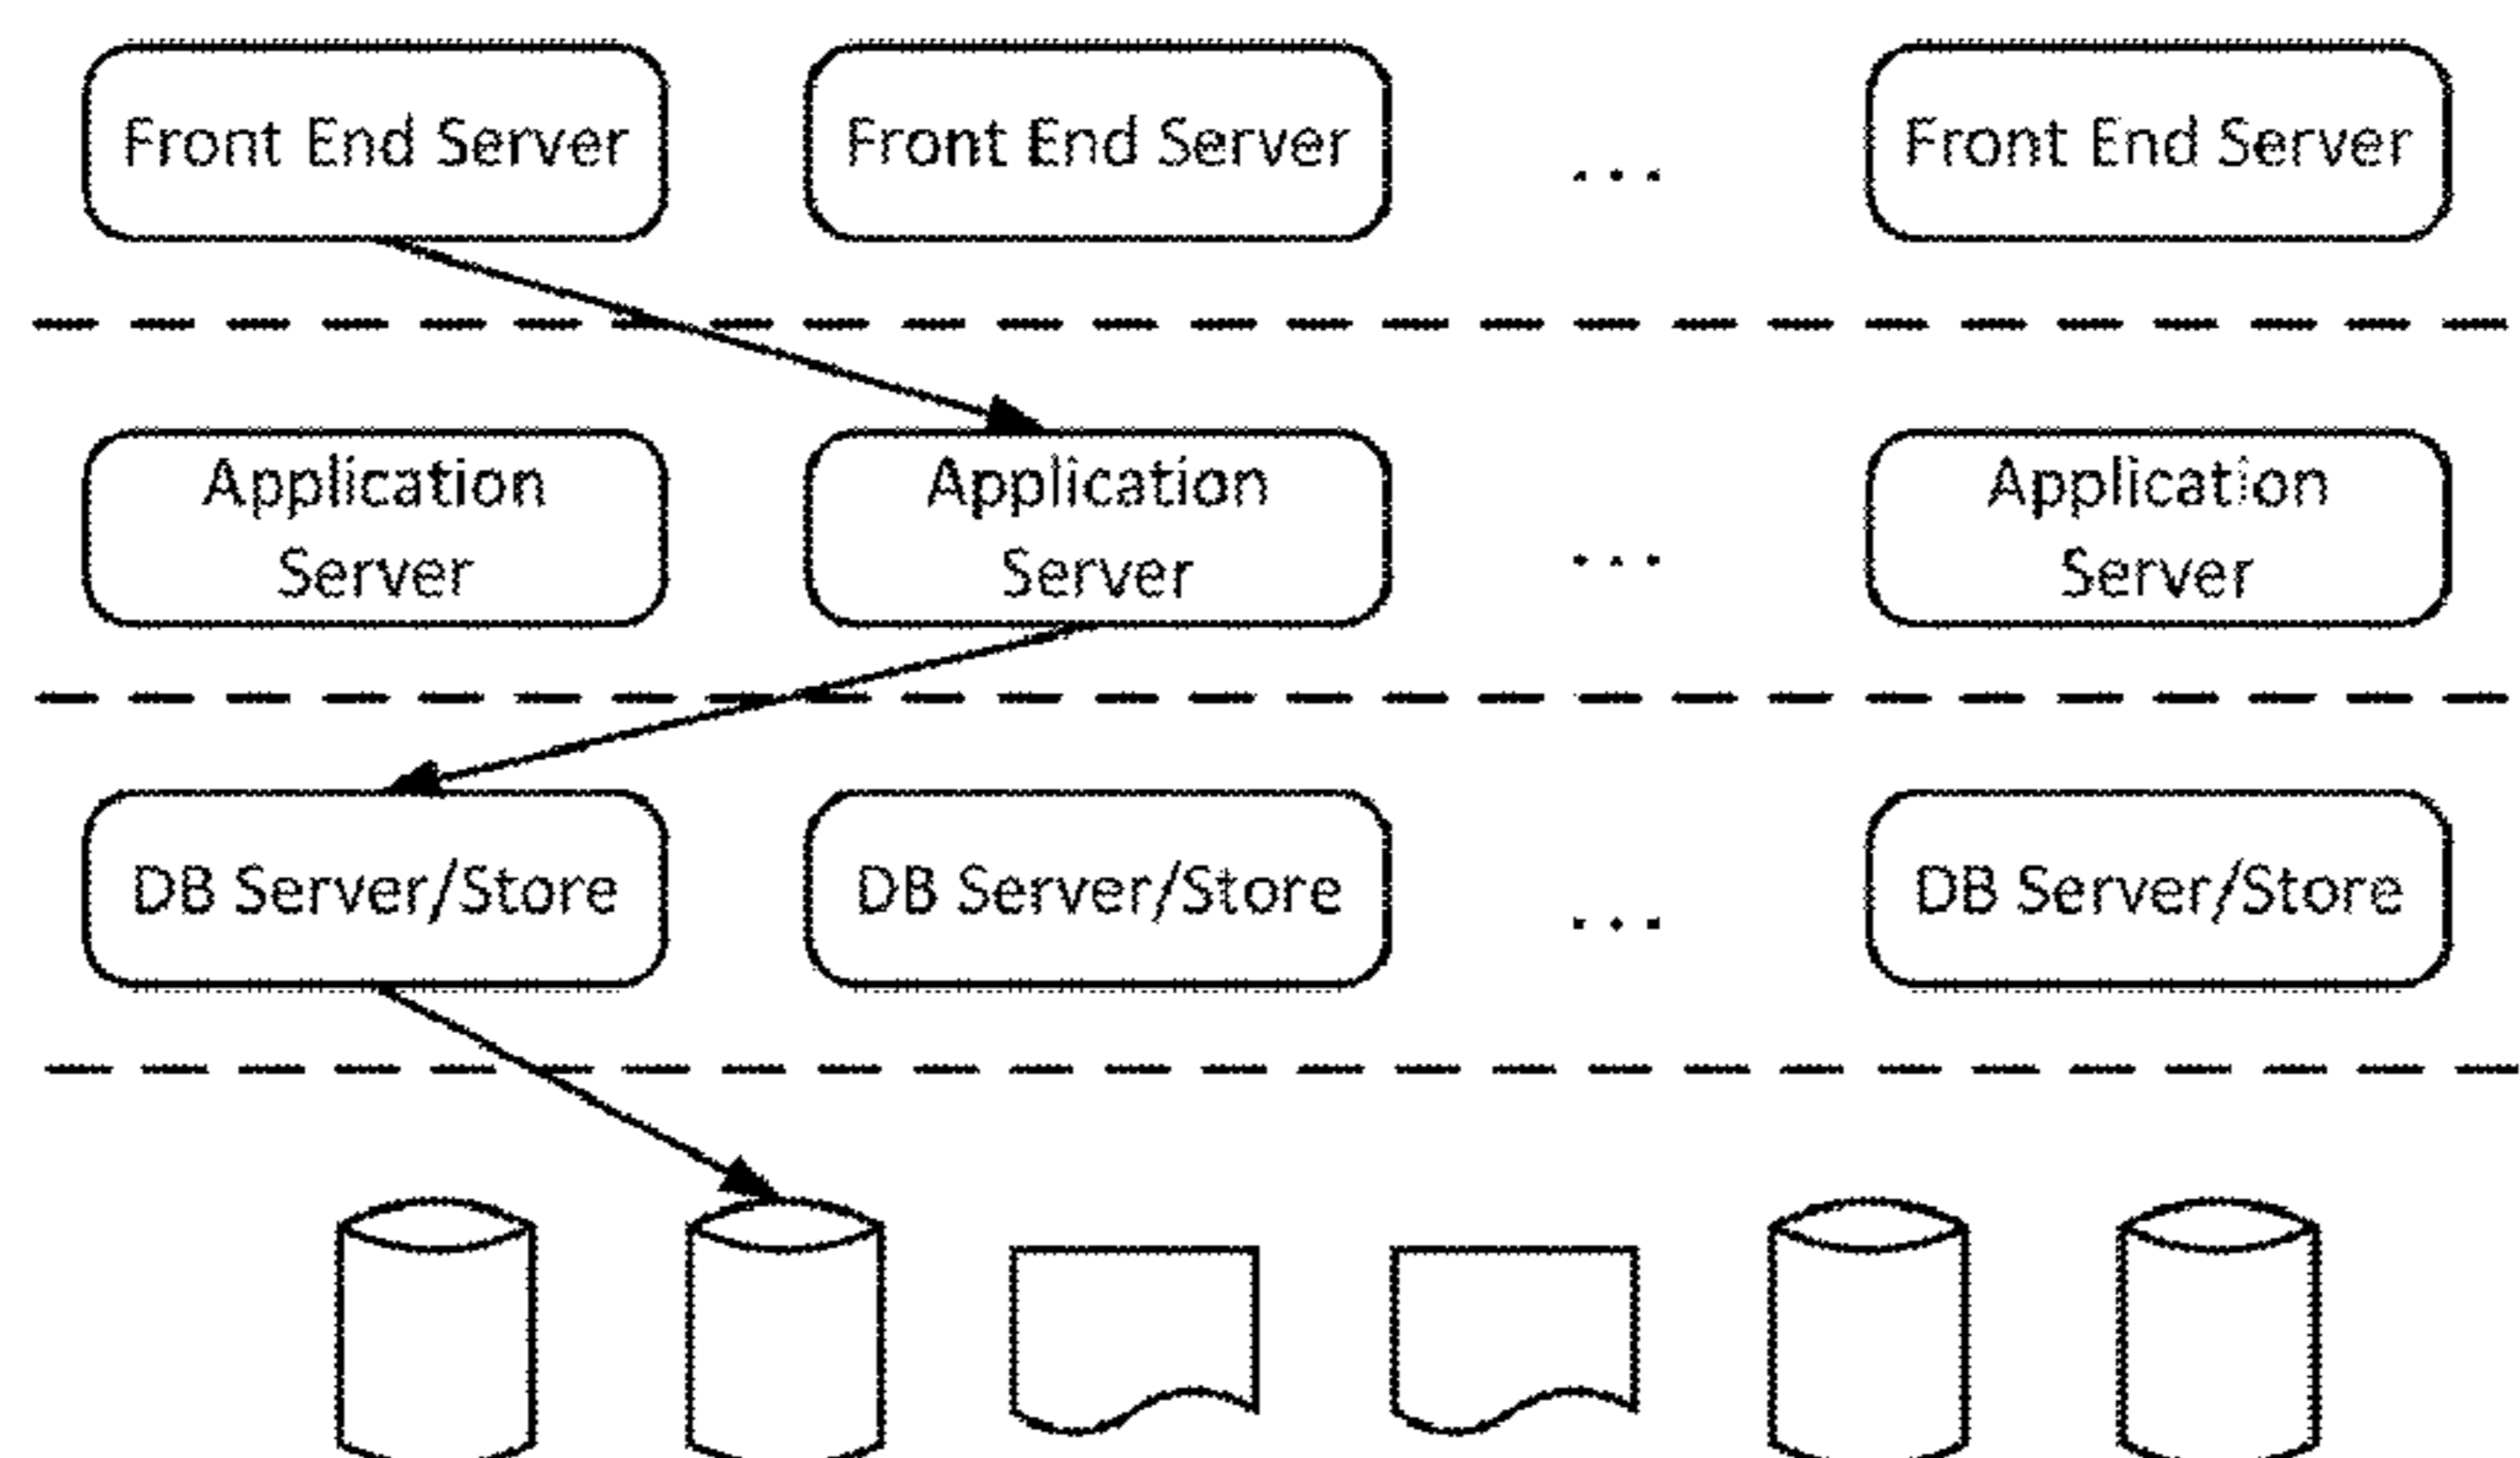 Front End Server
Front End Server
...
Front End Server
Application
Server
Application
Server
...
Application
Server
DB Server/Store
DB Server/Store
...
DB Server/Store